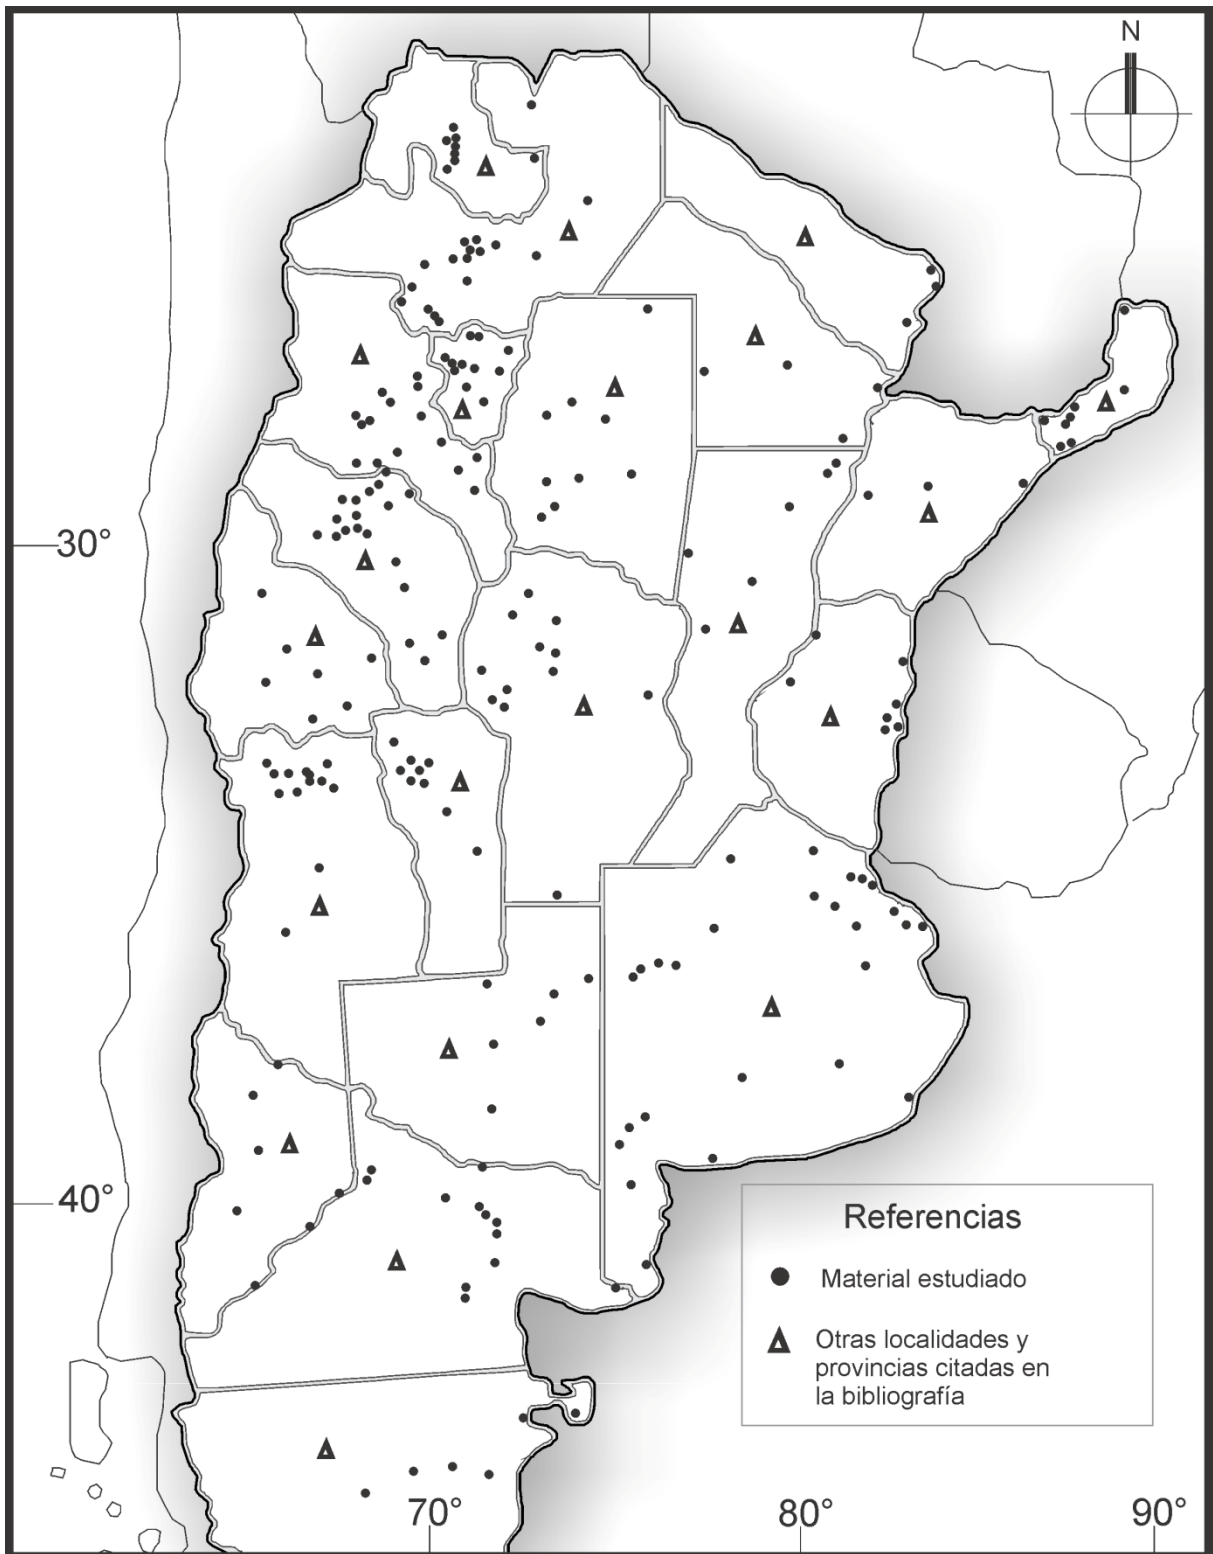 N
30°
40°
Referencias
Material estudiado
Otras localidades y
provincias citadas en
la bibliografía
70°
80°
90°